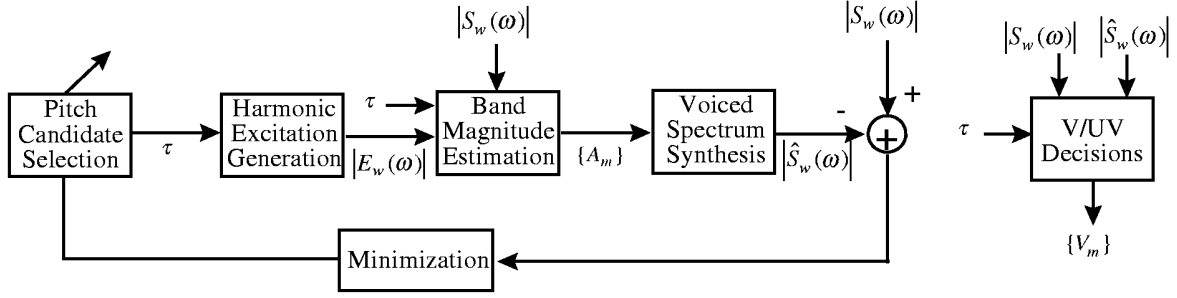 |S_w(ω)|
|S_w(ω)|
|S_w(ω)|
|Ŝ_w(ω)|
Pitch
Candidate
Selection
τ
Harmonic
Excitation
Generation
|E_w(ω)|
τ
Band
Magnitude
Estimation
{A_m}
Voiced
Spectrum
Synthesis
-
|Ŝ_w(ω)|
+
+
τ
V/UV
Decisions
{V_m}
Minimization